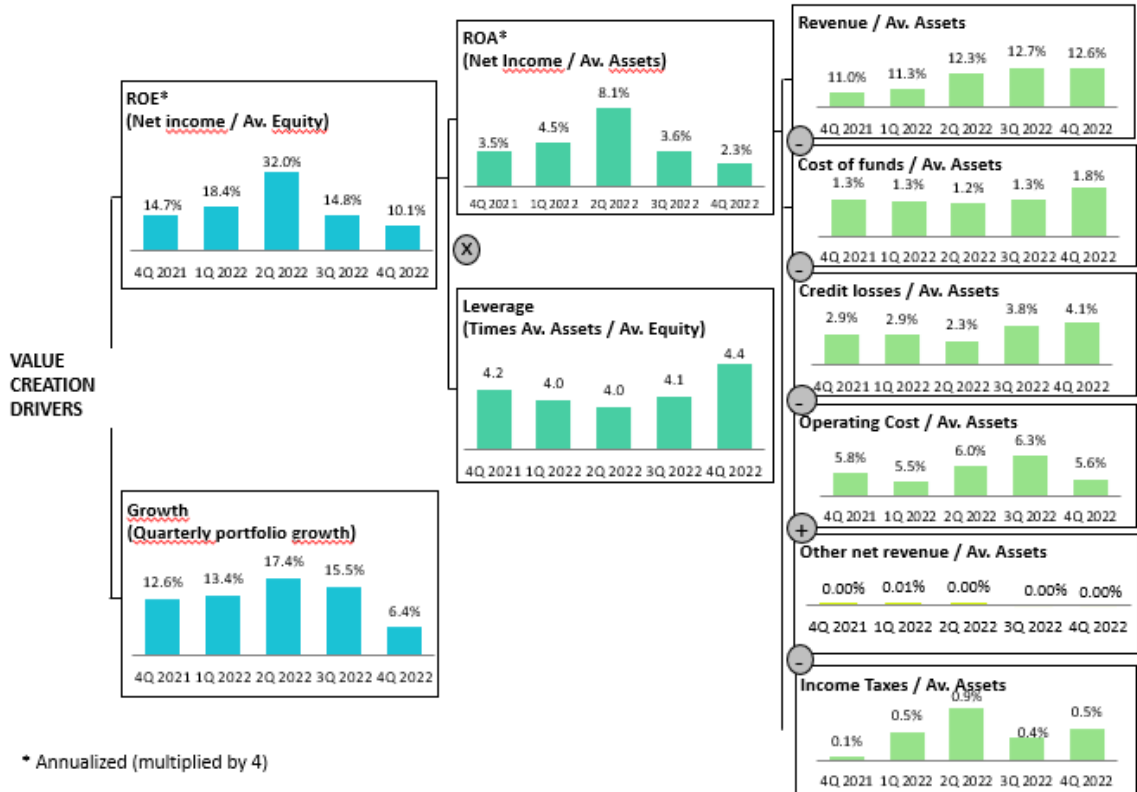 VALUE
CREATION
DRIVERS
ROE*
(Net income / Av. Equity)
14.7% 18.4% 32.0% 14.8% 10.1%
4Q 2021 1Q 2022 2Q 2022 3Q 2022 4Q 2022
Growth
(Quarterly portfolio growth)
12.6% 13.4% 17.4% 15.5% 6.4%
4Q 2021 1Q 2022 2Q 2022 3Q 2022 4Q 2022
ROA*
(Net Income / Av. Assets)
3.5% 4.5% 8.1% 3.6% 2.3%
4Q 2021 1Q 2022 2Q 2022 3Q 2022 4Q 2022
X
Leverage
(Times Av. Assets / Av. Equity)
4.2 4.0 4.0 4.1 4.4
4Q 2021 1Q 2022 2Q 2022 3Q 2022 4Q 2022
Revenue / Av. Assets
11.0% 11.3% 12.3% 12.7% 12.6%
4Q 2021 1Q 2022 2Q 2022 3Q 2022 4Q 2022
-
Cost of funds / Av. Assets
1.3% 1.3% 1.2% 1.3% 1.8%
4Q 2021 1Q 2022 2Q 2022 3Q 2022 4Q 2022
-
Credit losses / Av. Assets
2.9% 2.9% 2.3% 3.8% 4.1%
4Q 2021 1Q 2022 2Q 2022 3Q 2022 4Q 2022
-
Operating Cost / Av. Assets
5.8% 5.5% 6.0% 6.3% 5.6%
4Q 2021 1Q 2022 2Q 2022 3Q 2022 4Q 2022
+
Other net revenue / Av. Assets
0.00% 0.01% 0.00% 0.00% 0.00%
4Q 2021 1Q 2022 2Q 2022 3Q 2022 4Q 2022
-
Income Taxes / Av. Assets
0.1% 0.5% 0.9% 0.4% 0.5%
4Q 2021 1Q 2022 2Q 2022 3Q 2022 4Q 2022
* Annualized (multiplied by 4)